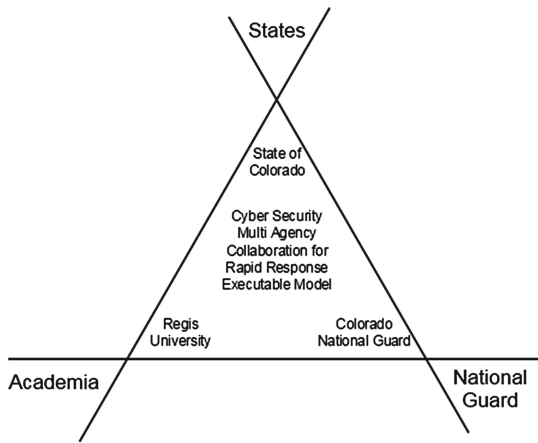 States
State of
Colorado
Cyber Security
Multi Agency
Collaboration for
Rapid Response
Executable Model
Regis
University
Colorado
National Guard
Academia
National
Guard